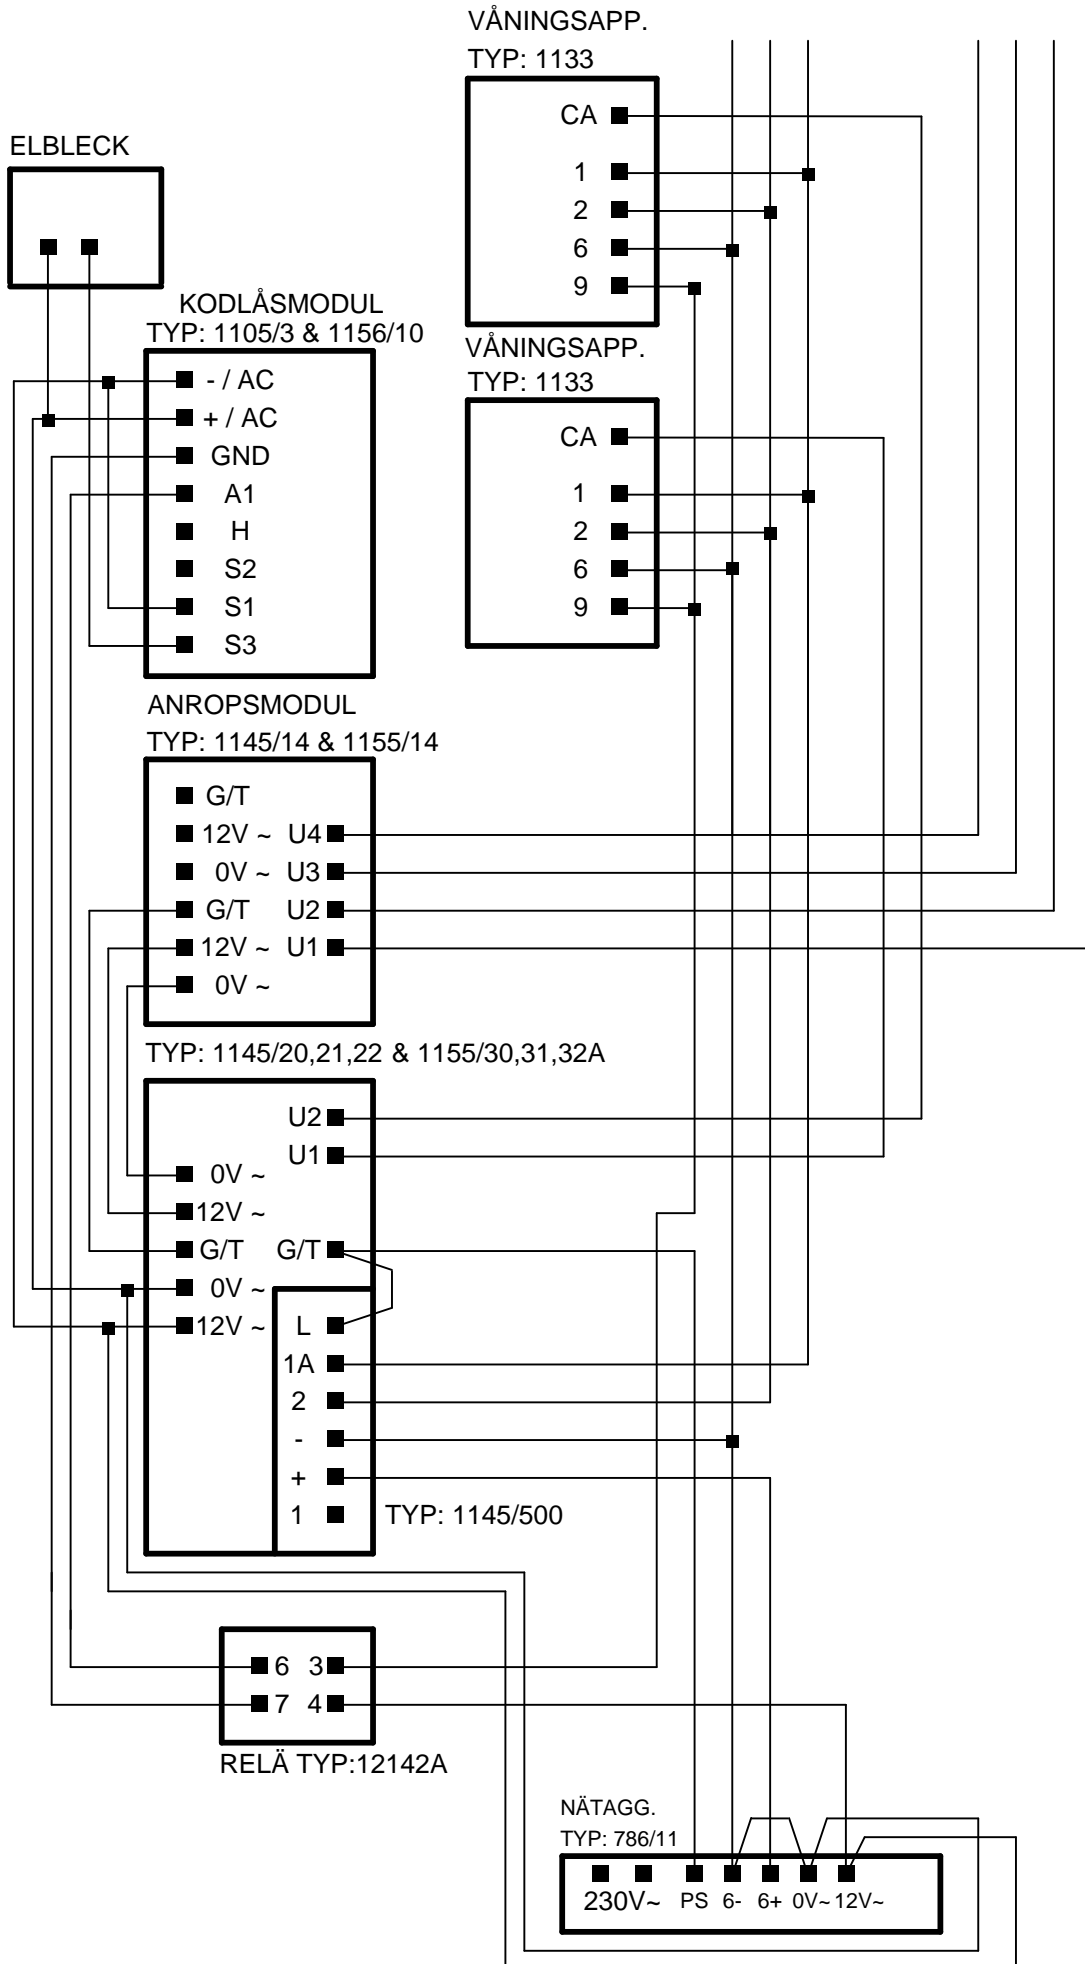 VÅNINGSAPP.
TYP: 1133
CA
1
2
6
9
ELBLECK
KODLÅSMODUL
TYP: 1105/3 & 1156/10
- / AC
+ / AC
GND
A1
H
S2
S1
S3
VÅNINGSAPP.
TYP: 1133
CA
1
2
6
9
ANROPSMODUL
TYP: 1145/14 & 1155/14
G/T
12V ~ U4
0V ~ U3
G/T U2
12V ~ U1
0V ~
TYP: 1145/20,21,22 & 1155/30,31,32A
U2
U1
0V ~
12V ~
G/T G/T
0V ~
12V ~ L
1A
2
-
+
1 TYP: 1145/500
6 3
7 4
RELÄ TYP:12142A
NÄTAGG.
TYP: 786/11
230V~ PS 6- 6+ 0V~ 12V~